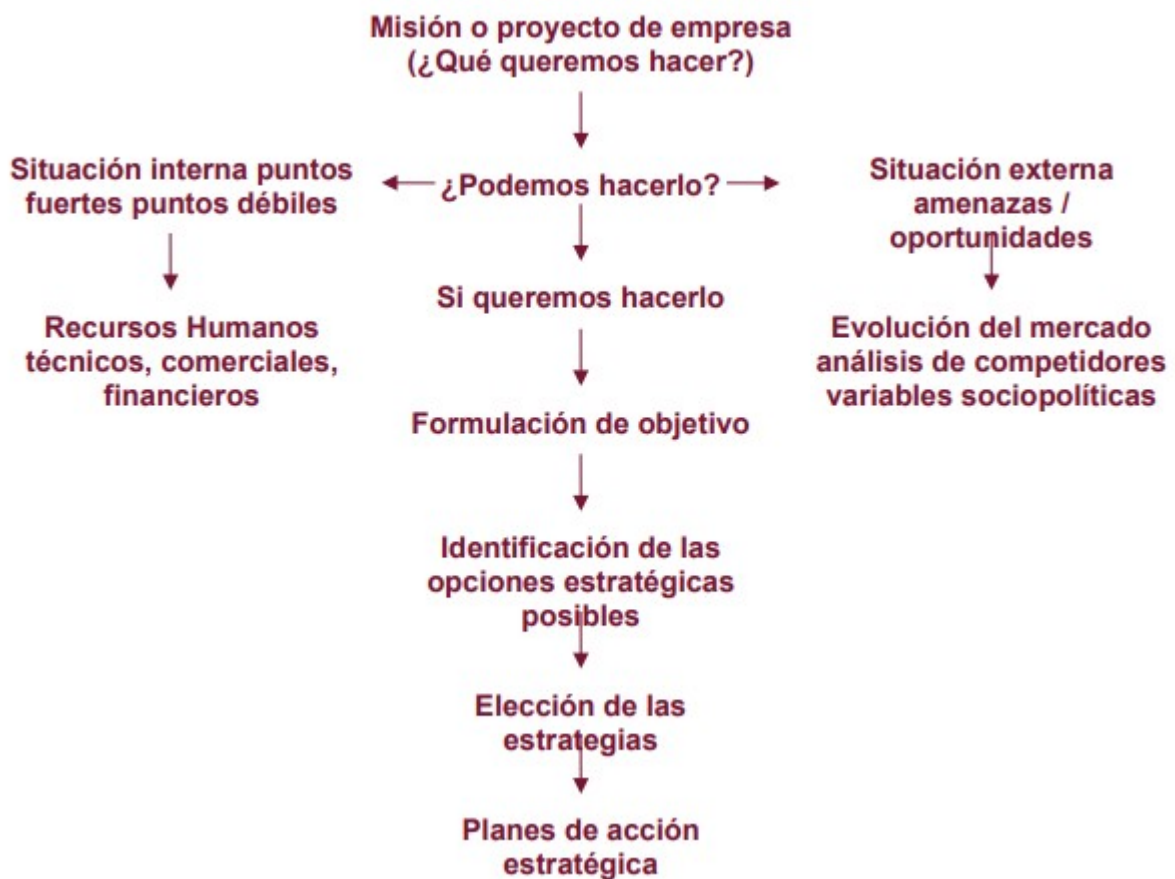 Misión o proyecto de empresa
(¿Qué queremos hacer?)
Situación interna puntos
fuertes puntos débiles
¿Podemos hacerlo?
Situación externa
amenazas /
oportunidades
Si queremos hacerlo
Recursos Humanos
técnicos, comerciales,
financieros
Evolución del mercado
análisis de competidores
variables sociopolíticas
Formulación de objetivo
Identificación de las
opciones estratégicas
posibles
Elección de las
estrategias
Planes de acción
estratégica